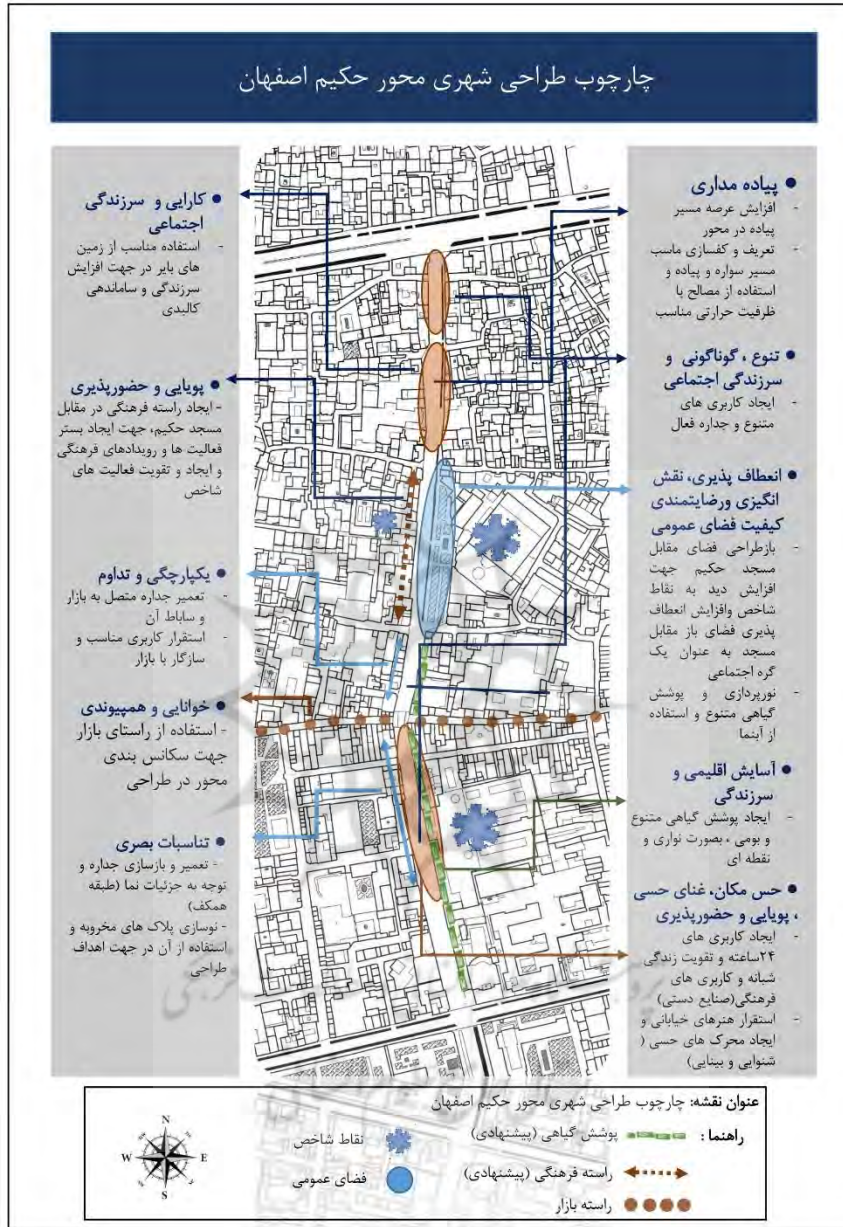 چارچوب طراحی شهری محور حکیم اصفهان
● پیاده مداری
- افزایش عرصه مسیر
پیاده در محور
- تعریف و کفسازی ماسب
مسیر سواره و پیاده و
استفاده از مصالح با
ظرفیت حرارتی مناسب
● تنوع ، گوناگونی و
سرزندگی اجتماعی
- ایجاد کاربری های
متنوع و جداره فعال
● انعطاف پذیری، نقش
انگیزی ورضایتمندی
کیفیت فضای عمومی
- بازطراحی فضای مقابل
مسجد حکیم جهت
افزایش دید به نقاط
شاخص وافزایش انعطاف
پذیری فضای باز مقابل
مسجد به عنوان یک
گره اجتماعی
- نورپردازی و پوشش
گیاهی متنوع و استفاده
از آبنما
● آسایش اقلیمی و
سرزندگی
- ایجاد پوشش گیاهی متنوع
و بومی ، بصورت نواری و
نقطه ای
● حس مکان، غنای حسی
، پویایی و حضورپذیری
- ایجاد کاربری های
۲۴ساعته و تقویت زندگی
شبانه و کاربری های
فرهنگی(صنایع دستی)
- استقرار هنرهای خیابانی و
ایجاد محرک های حسی (
شنوایی و بینایی)
● کارایی و سرزندگی
اجتماعی
- استفاده مناسب از زمین
های بایر در جهت افزایش
سرزندگی و ساماندهی
کالبدی
● پویایی و حضورپذیری
- ایجاد راسته فرهنگی در مقابل
مسجد حکیم، جهت ایجاد بستر
فعالیت ها و رویدادهای فرهنگی
و ایجاد و تقویت فعالیت های
شاخص
● یکپارچگی و تداوم
- تعمیر جداره متصل به بازار
و ساباط آن
- استقرار کاربری مناسب و
سازگار با بازار
● خوانایی و همپیوندی
- استفاده از راستای بازار
جهت سکانس بندی
محور در طراحی
● تناسبات بصری
- تعمیر و بازسازی جداره و
توجه به جزئیات نما (طبقه
همکف)
- نوسازی پلاک های مخروبه و
استفاده از آن در جهت اهداف
طراحی
عنوان نقشه: چارچوب طراحی شهری محور حکیم اصفهان
راهنما : پوشش گیاهی (پیشنهادی)
راسته فرهنگی (پیشنهادی)
راسته بازار
نقاط شاخص
فضای عمومی
N
W E
S